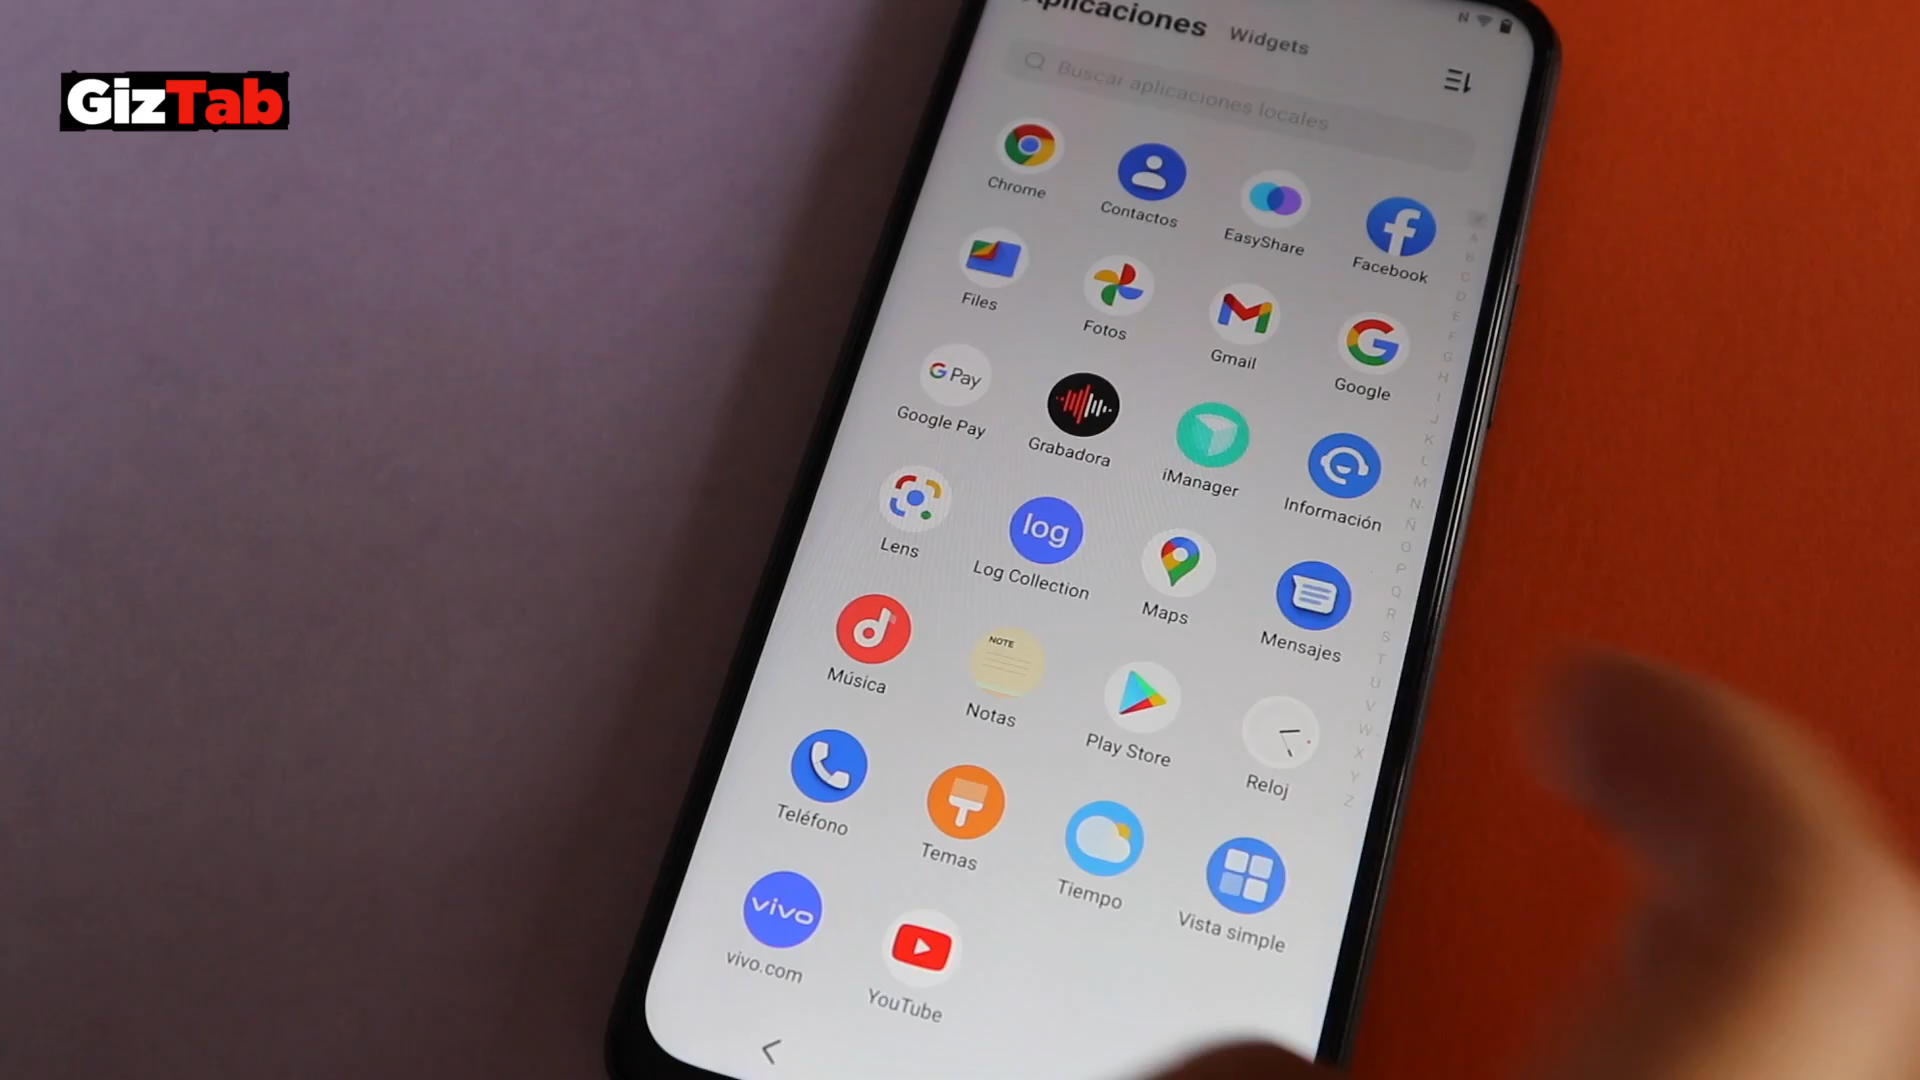 GizTab
Aplicaciones Widgets
Buscar aplicaciones locales
Chrome
Contactos
EasyShare
Facebook
Files
Fotos
Gmail
Google
G Pay
Google Pay
Grabadora
iManager
Información
Lens
log
Log Collection
Maps
Mensajes
Música
NOTE
Notas
Play Store
Reloj
Teléfono
Temas
Tiempo
Vista simple
vivo
vivo.com
YouTube
A
B
C
D
E
F
G
H
I
J
K
L
M
N
Ñ
O
P
Q
R
S
T
U
V
W
X
Y
Z